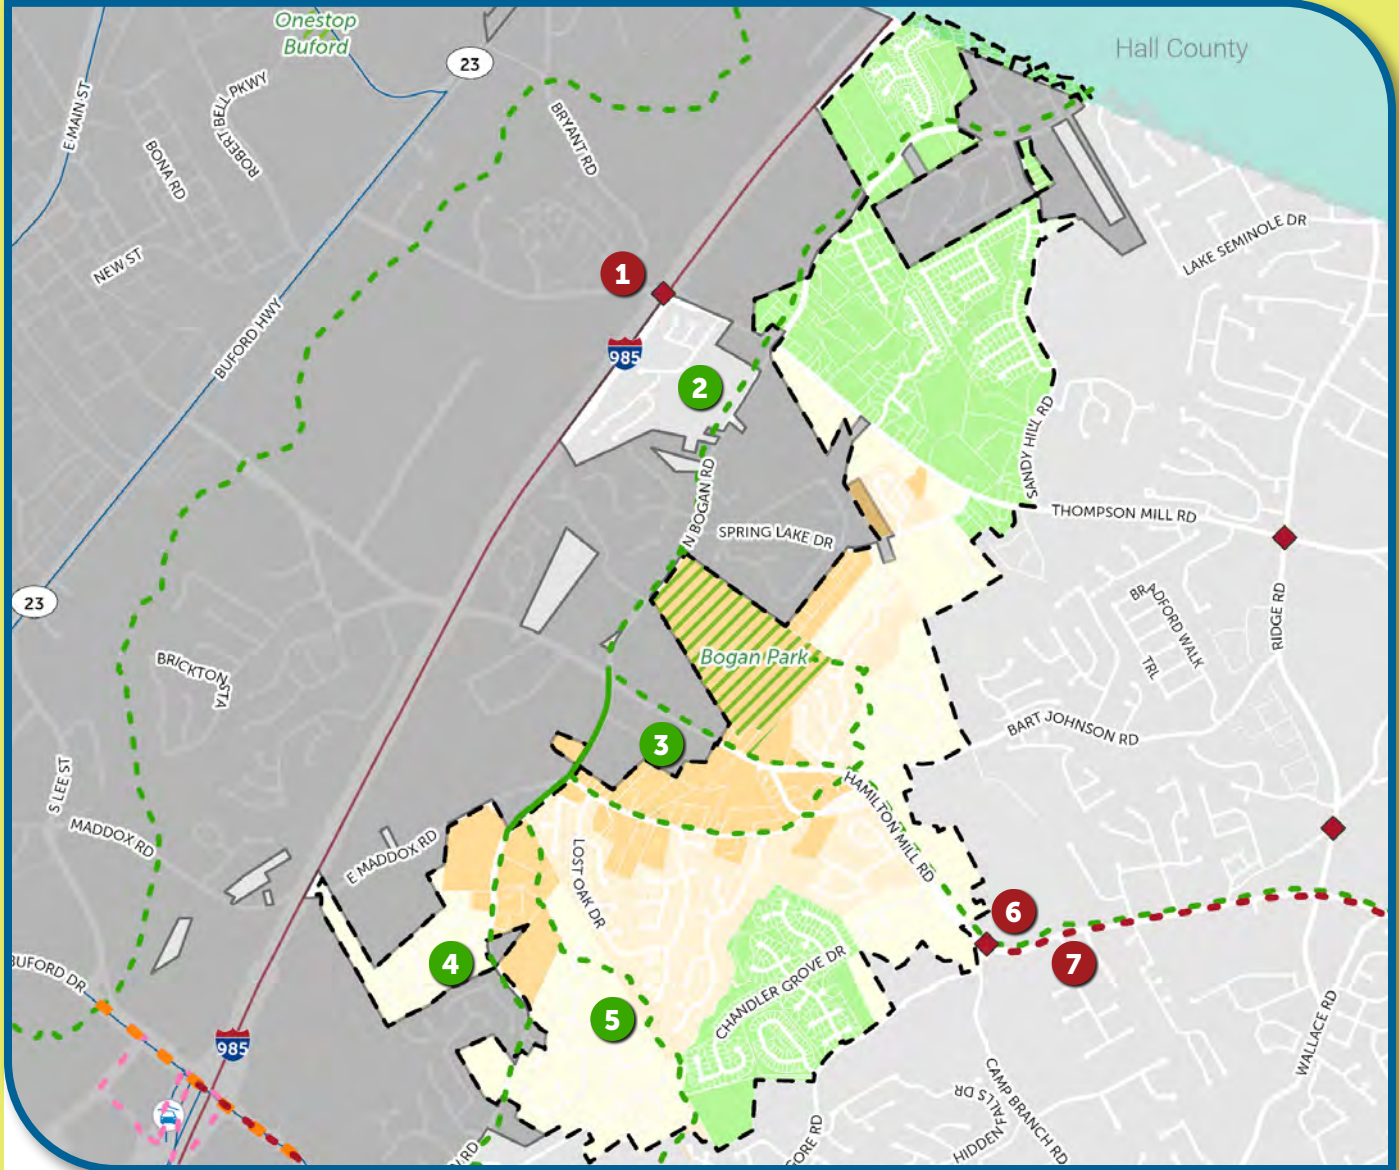 Onestop
Buford
Hall County
23
E MAIN ST
ROBERT BELL PKWY
BRYANT RD
BONA RD
NEW ST
LAKE SEMINOLE DR
1
BUFORD HWY
985
2
SANDY HILL RD
N BOGAN RD
THOMPSON MILL RD
SPRING LAKE DR
23
BRADFORD WALK
TRL
RIDGE RD
Bogan Park
BRICKTON
STA
BART JOHNSON RD
3
S LEE ST
HAMILTON MILL RD
MADDOX RD
E MADDOX RD
LOST OAK DR
6
4
7
BUFORD DR
CHANDLER GROVE DR
5
985
WALLACE RD
CAMP BRANCH RD
HIDDEN
FALLS DR
GORE RD
RD